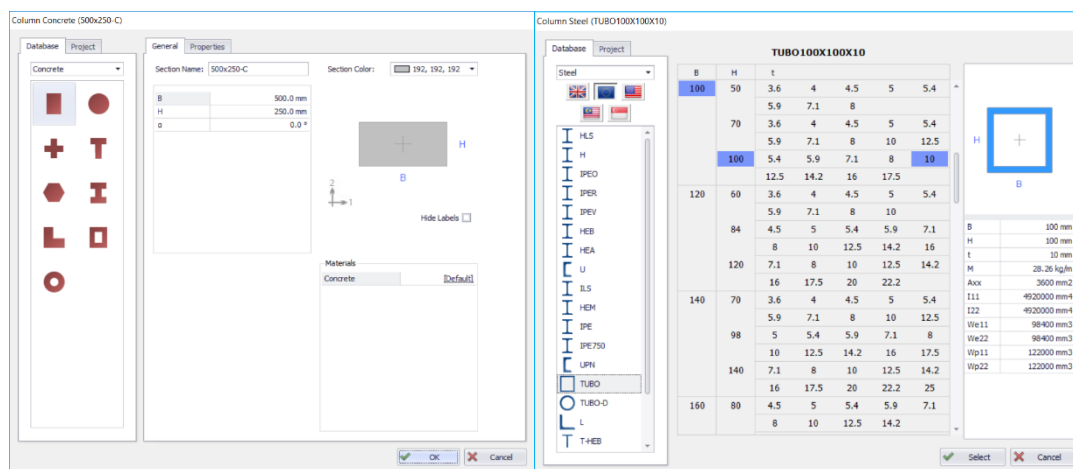 Column Concrete (500x250-C)
Database Project
Concrete
General Properties
Section Name: 500x250-C Section Color: 192, 192, 192
B 500.0 mm
H 250.0 mm
α 0.0 °
H
B
2
1
Hide Labels
Materials
Concrete [Default]
OK Cancel
Column Steel (TUBO100X100X10)
Database Project
Steel
HLS
H
IPEO
IPER
IPEV
HEB
HEA
U
ILS
HEM
IPE
IPE750
UPN
TUBO
TUBO-D
L
T-HEB
TUBO100X100X10
B H t
100 50 3.6 4 4.5 5 5.4
5.9 7.1 8
70 3.6 4 4.5 5 5.4
5.9 7.1 8 10 12.5
100 5.4 5.9 7.1 8 10
12.5 14.2 16 17.5
120 60 3.6 4 4.5 5 5.4
5.9 7.1 8 10
84 4.5 5 5.4 5.9 7.1
8 10 12.5 14.2 16
120 7.1 8 10 12.5 14.2
16 17.5 20 22.2
140 70 3.6 4 4.5 5 5.4
5.9 7.1 8 10 12.5
98 5 5.4 5.9 7.1 8
10 12.5 14.2 16 17.5
140 7.1 8 10 12.5 14.2
16 17.5 20 22.2 25
160 80 4.5 5 5.4 5.9 7.1
8 10 12.5 14.2
H
B
B 100 mm
H 100 mm
t 10 mm
M 28.26 kg/m
Axx 3600 mm2
I11 4920000 mm4
I22 4920000 mm4
We11 98400 mm3
We22 98400 mm3
Wp11 122000 mm3
Wp22 122000 mm3
Select Cancel